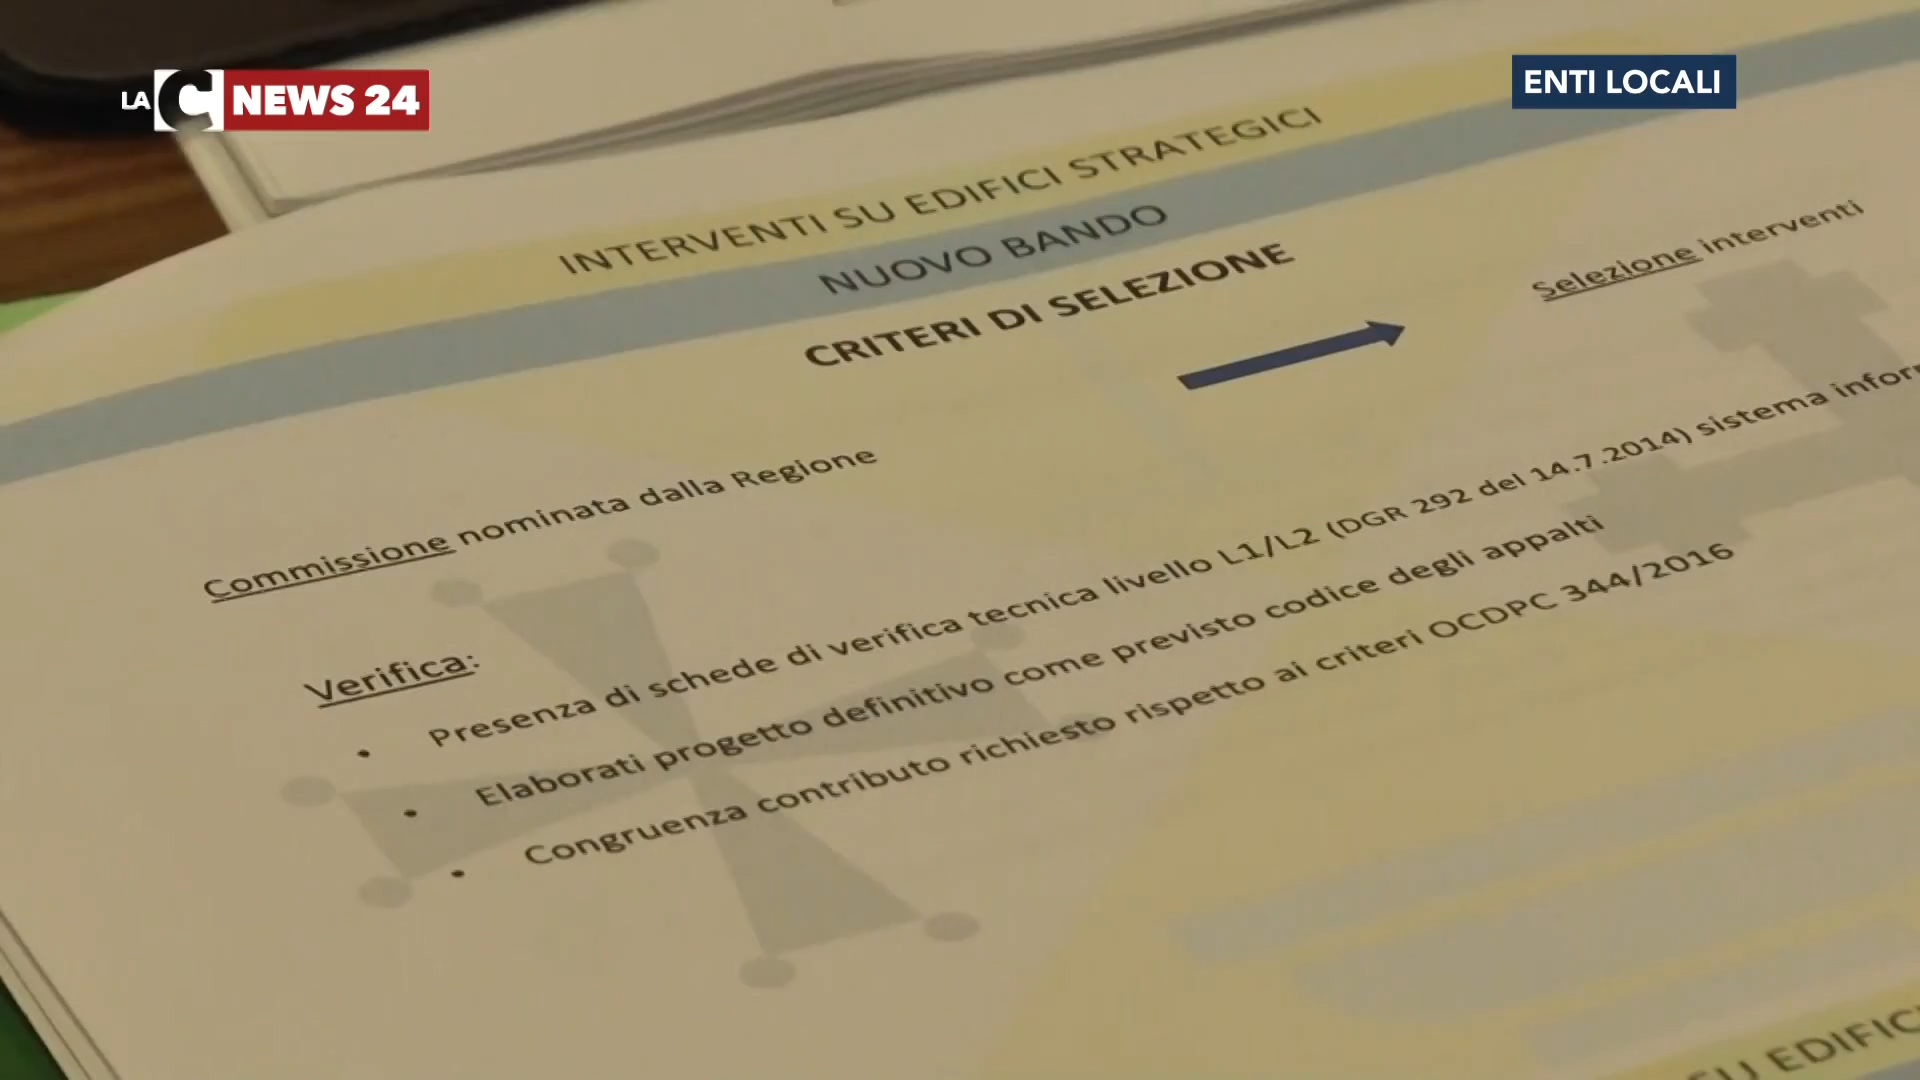 LA C NEWS 24
ENTI LOCALI
INTERVENTI SU EDIFICI STRATEGICI
NUOVO BANDO
CRITERI DI SELEZIONE
Commissione nominata dalla Regione
Selezione interventi
Verifica:
• Presenza di schede di verifica tecnica livello L1/L2 (DGR 292 del 14.7.2014) sistema
• Elaborati progetto definitivo come previsto codice degli appalti
• Congruenza contributo richiesto rispetto ai criteri OCDPC 344/2016
SU